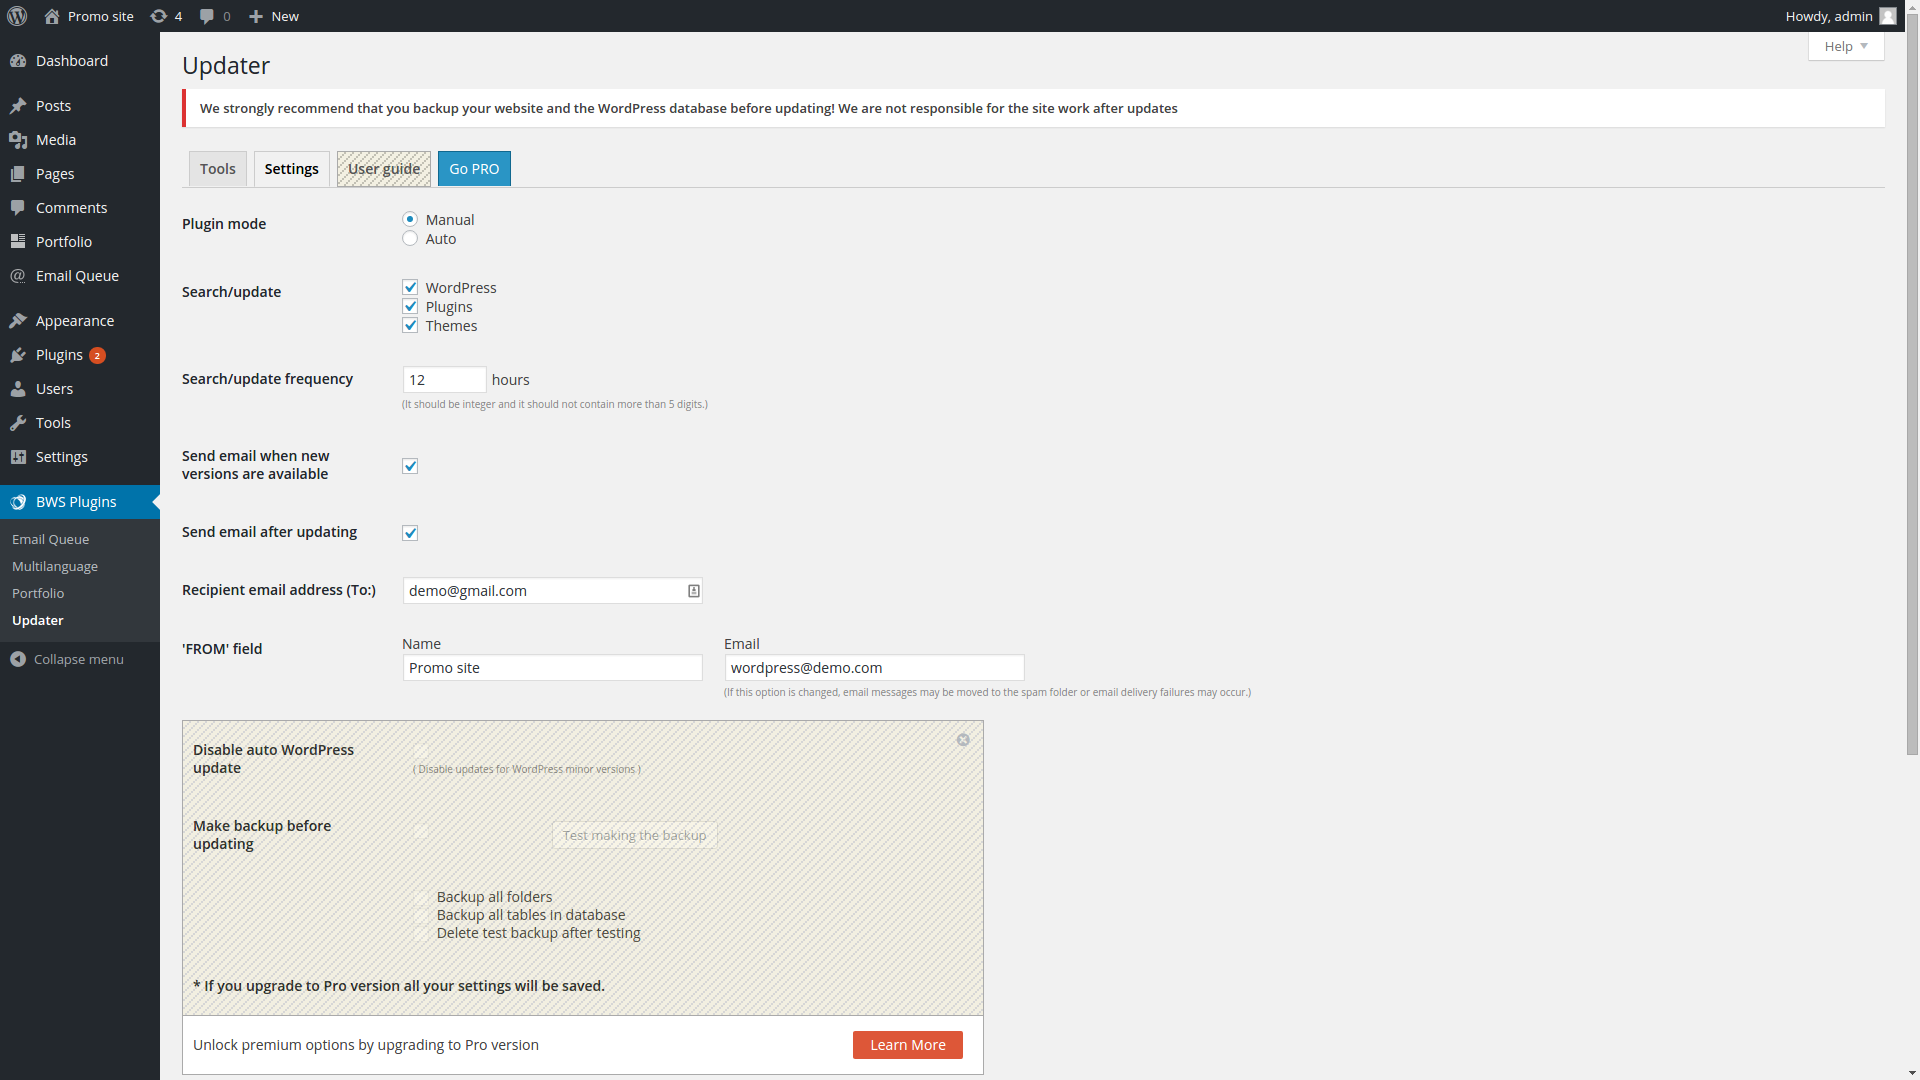 Promo site
4
0
New
Howdy, admin
Help
Dashboard
Posts
Media
Pages
Comments
Portfolio
Email Queue
Appearance
Plugins 2
Users
Tools
Settings
BWS Plugins
Email Queue
Multilanguage
Portfolio
Updater
Collapse menu
Updater
We strongly recommend that you backup your website and the WordPress database before updating! We are not responsible for the site work after updates
Tools
Settings
User guide
Go PRO
Plugin mode
Manual
Auto
Search/update
WordPress
Plugins
Themes
Search/update frequency
12 hours
(It should be integer and it should not contain more than 5 digits.)
Send email when new
versions are available
Send email after updating
Recipient email address (To:)
demo@gmail.com
'FROM' field
Name
Promo site
Email
wordpress@demo.com
(If this option is changed, email messages may be moved to the spam folder or email delivery failures may occur.)
Disable auto WordPress
update
( Disable updates for WordPress minor versions )
Make backup before
updating
Test making the backup
Backup all folders
Backup all tables in database
Delete test backup after testing
* If you upgrade to Pro version all your settings will be saved.
Unlock premium options by upgrading to Pro version
Learn More